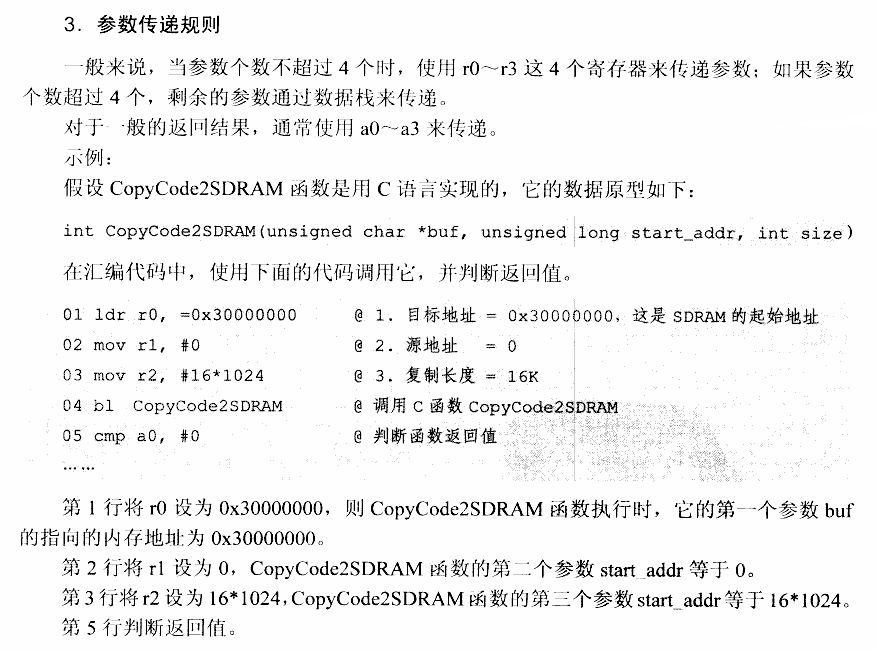 3. 参数传递规则
一般来说，当参数个数不超过 4 个时，使用 r0～r3 这 4 个寄存器来传递参数；如果参数
个数超过 4 个，剩余的参数通过数据栈来传递。
对于一般的返回结果，通常使用 a0～a3 来传递。
示例：
假设 CopyCode2SDRAM 函数是用 C 语言实现的，它的数据原型如下：
int CopyCode2SDRAM(unsigned char *buf, unsigned long start_addr, int size)
在汇编代码中，使用下面的代码调用它，并判断返回值。
01 ldr r0, =0x30000000 @ 1. 目标地址 = 0x30000000，这是 SDRAM 的起始地址
02 mov r1, #0 @ 2. 源地址 = 0
03 mov r2, #16*1024 @ 3. 复制长度 = 16K
04 bl CopyCode2SDRAM @ 调用 C 函数 CopyCode2SDRAM
05 cmp a0, #0 @ 判断函数返回值
……
第 1 行将 r0 设为 0x30000000，则 CopyCode2SDRAM 函数执行时，它的第一个参数 buf
的指向的内存地址为 0x30000000。
第 2 行将 r1 设为 0，CopyCode2SDRAM 函数的第二个参数 start_addr 等于 0。
第 3 行将 r2 设为 16*1024，CopyCode2SDRAM 函数的第三个参数 start_addr 等于 16*1024。
第 5 行判断返回值。